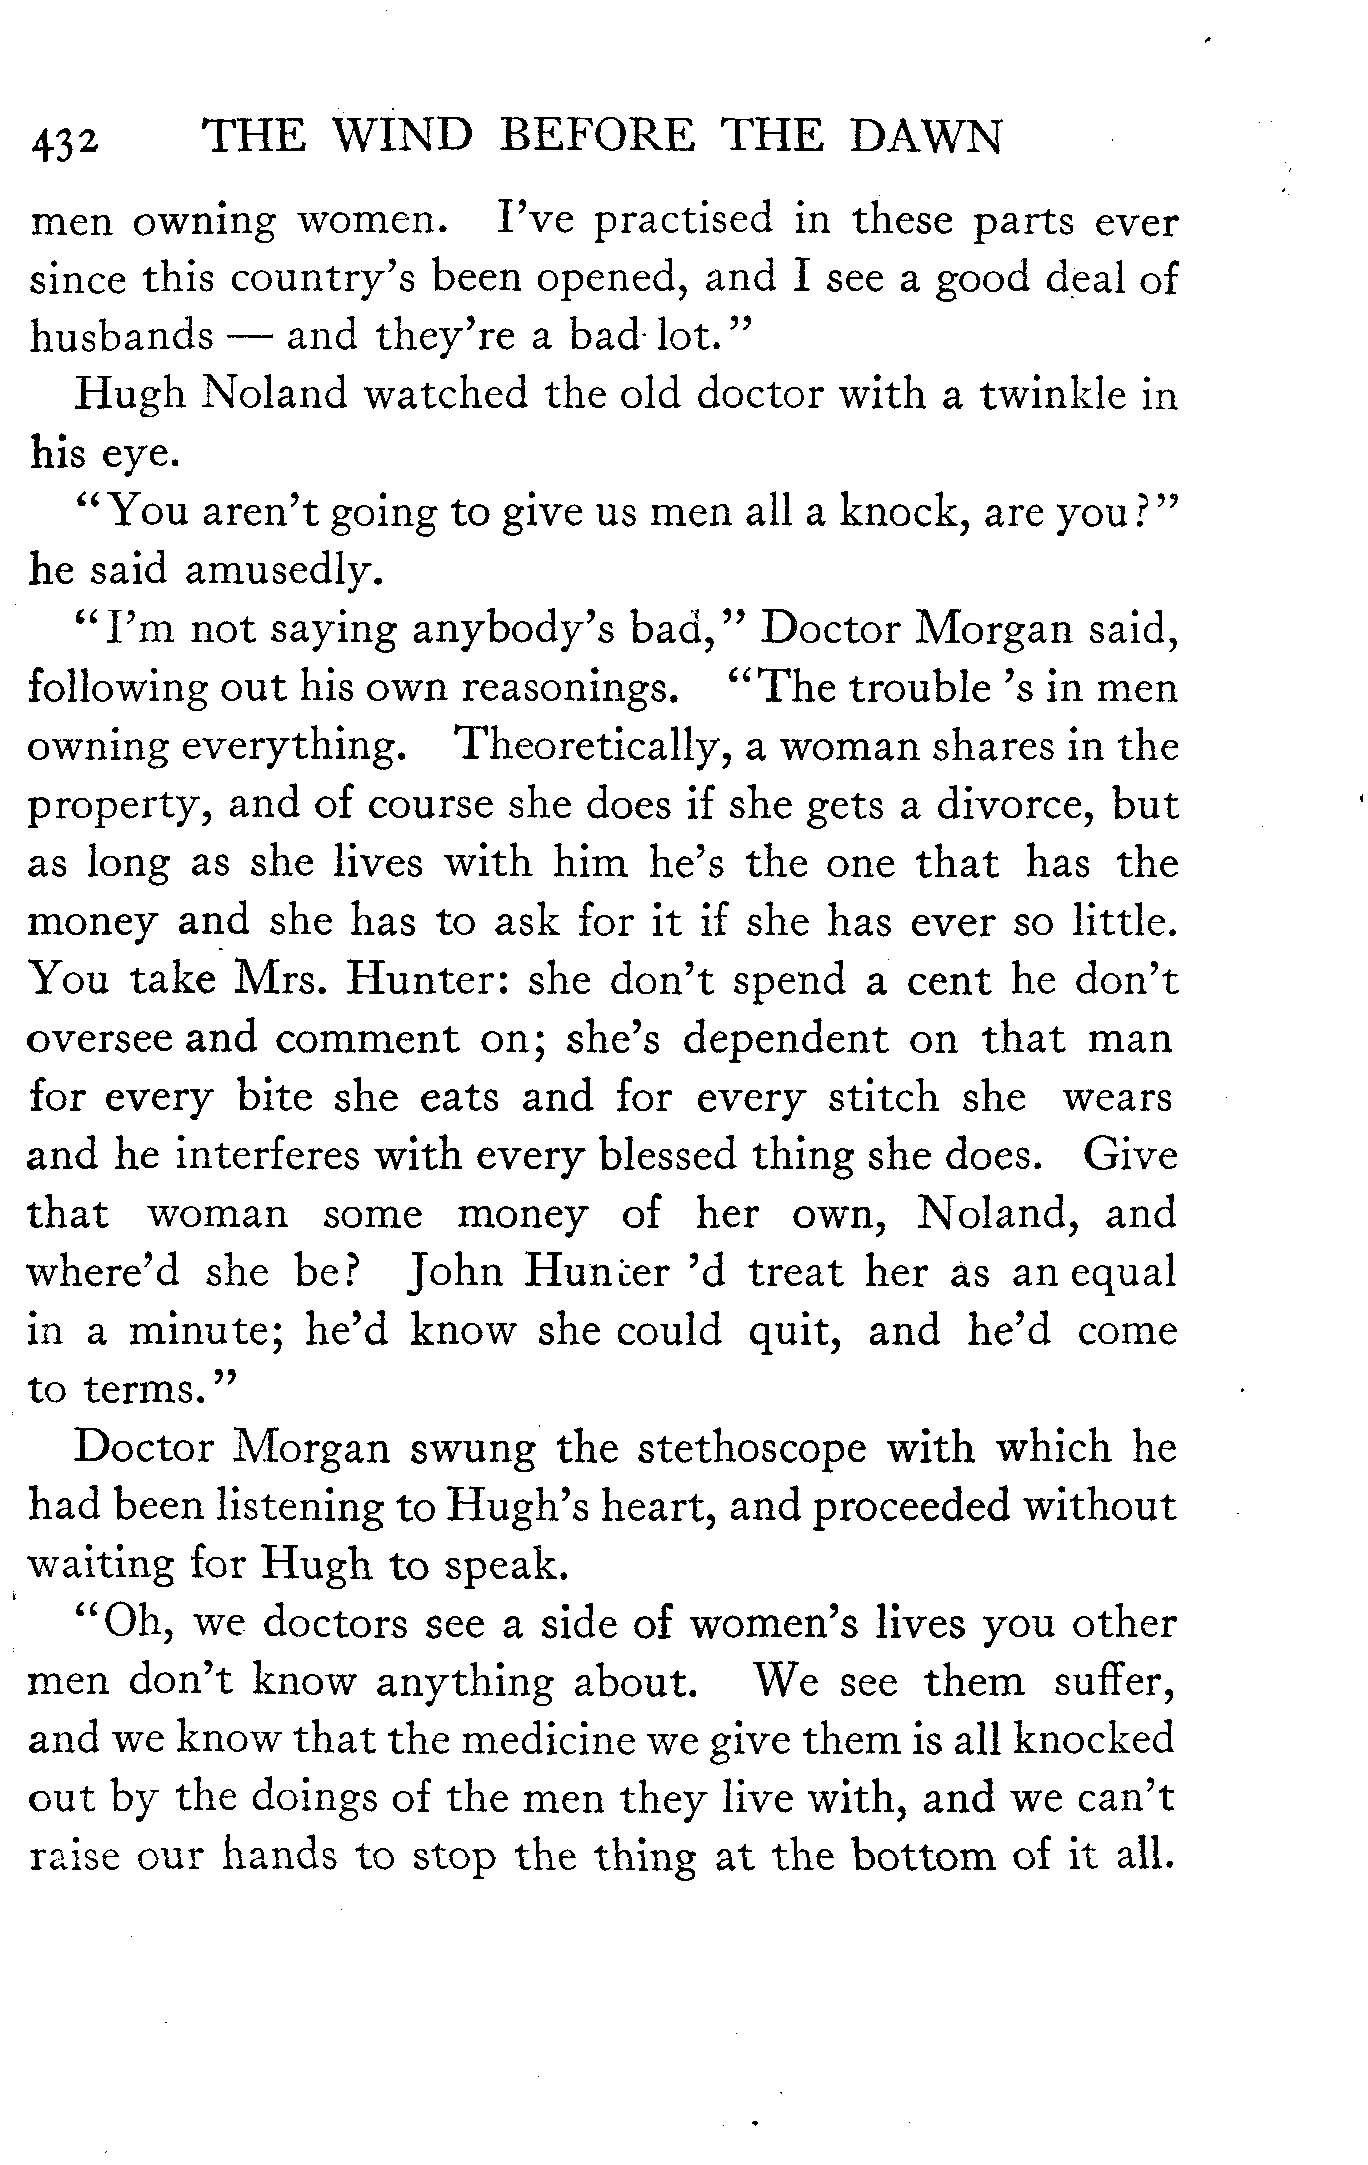 432 THE WIND BEFORE THE DAWN
men owning women. I've practised in these parts ever
since this country's been opened, and I see a good deal of
husbands — and they're a bad lot."
Hugh Noland watched the old doctor with a twinkle in
his eye.
"You aren't going to give us men all a knock, are you?"
he said amusedly.
"I'm not saying anybody's bad," Doctor Morgan said,
following out his own reasonings. "The trouble 's in men
owning everything. Theoretically, a woman shares in the
property, and of course she does if she gets a divorce, but
as long as she lives with him he's the one that has the
money and she has to ask for it if she has ever so little.
You take Mrs. Hunter: she don't spend a cent he don't
oversee and comment on; she's dependent on that man
for every bite she eats and for every stitch she wears
and he interferes with every blessed thing she does. Give
that woman some money of her own, Noland, and
where'd she be? John Hunter 'd treat her as an equal
in a minute; he'd know she could quit, and he'd come
to terms."
Doctor Morgan swung the stethoscope with which he
had been listening to Hugh's heart, and proceeded without
waiting for Hugh to speak.
"Oh, we doctors see a side of women's lives you other
men don't know anything about. We see them suffer,
and we know that the medicine we give them is all knocked
out by the doings of the men they live with, and we can't
raise our hands to stop the thing at the bottom of it all.